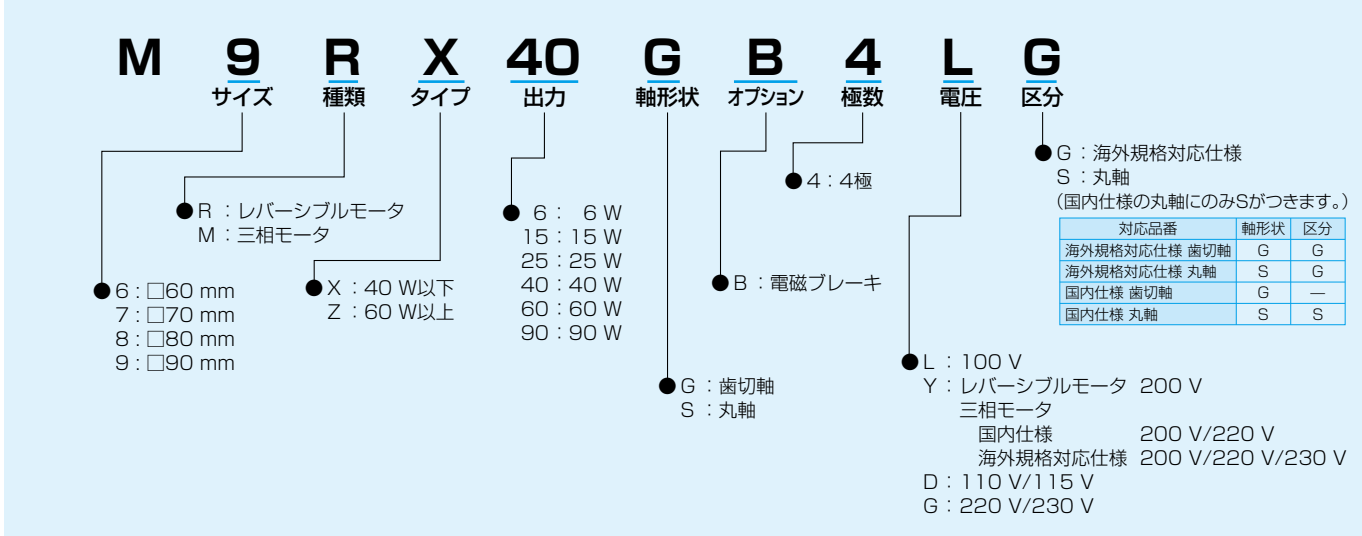 M 9 R X 40 G B 4 L G
サイズ 種類 タイプ 出力 軸形状 オプション 極数 電圧 区分
G：海外規格対応仕様
S：丸軸
（国内仕様の丸軸にのみSがつきます。）
対応品番 軸形状 区分
海外規格対応仕様 歯切軸 G G
海外規格対応仕様 丸軸 S G
国内仕様 歯切軸 G —
国内仕様 丸軸 S S
4：4極
R：レバーシブルモータ
M：三相モータ
6： 6 W
15：15 W
25：25 W
40：40 W
60：60 W
90：90 W
B：電磁ブレーキ
6：□60 mm
7：□70 mm
8：□80 mm
9：□90 mm
X：40 W以下
Z：60 W以上
G：歯切軸
S：丸軸
L：100 V
Y：レバーシブルモータ 200 V
三相モータ
国内仕様 200 V/220 V
海外規格対応仕様 200 V/220 V/230 V
D：110 V/115 V
G：220 V/230 V